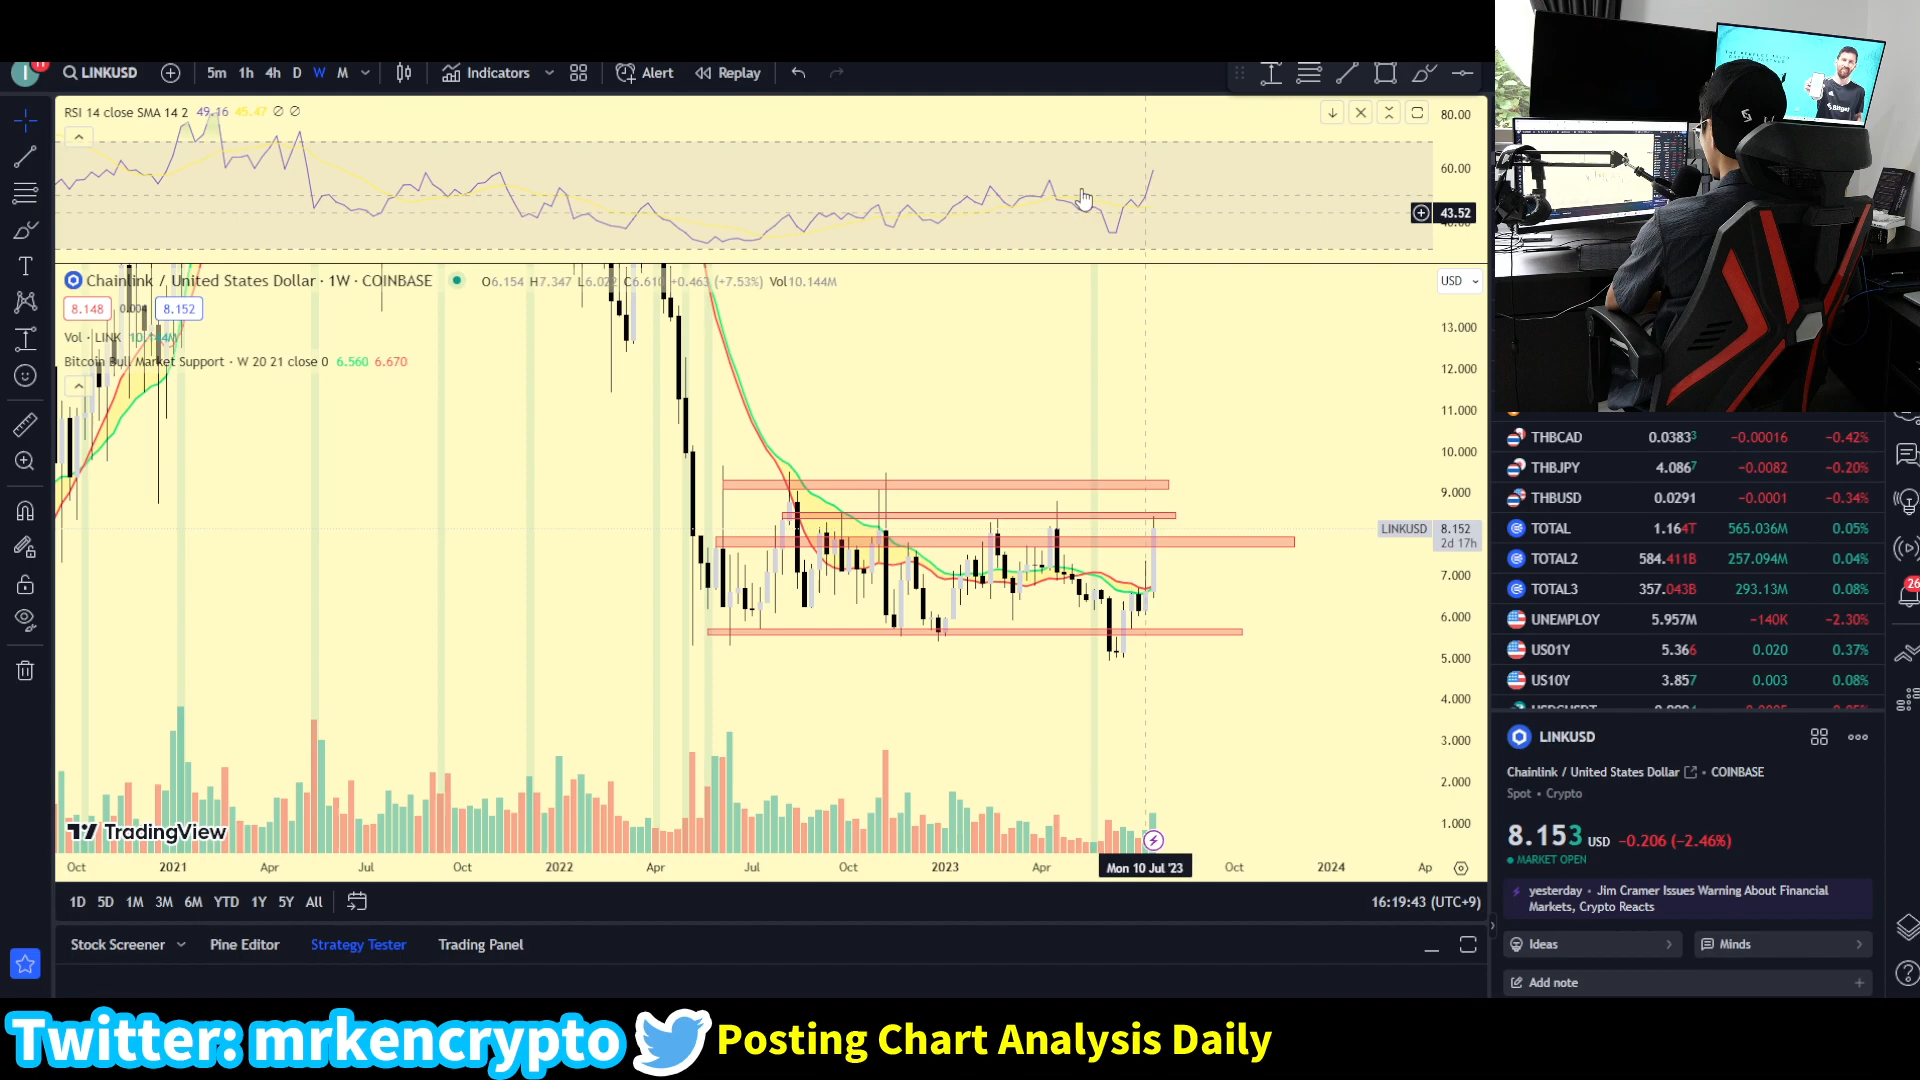 LINKUSD
5m 1h 4h D W M
Indicators
Alert
Replay
RSI 14 close SMA 14 2 49.16 45.47
80.00
60.00
43.52
Chainlink / United States Dollar · 1W · COINBASE
O6.154 H7.347 C6.610 +0.463 (+7.53%) Vol10.144M
USD
8.148
8.152
Vol · LINK
Bitcoin Bull Market Support · W 20 21 close 0 6.560 6.670
13.000
12.000
11.000
10.000
9.000
LINKUSD 8.152
2d 17h
7.000
6.000
5.000
4.000
3.000
2.000
1.000
TradingView
Oct 2021 Apr Jul Oct 2022 Apr Jul Oct 2023 Apr Mon 10 Jul '23 Oct 2024 Ap
1D 5D 1M 3M 6M YTD 1Y 5Y All
16:19:43 (UTC+9)
Stock Screener Pine Editor Strategy Tester Trading Panel
THBCAD 0.0383³ −0.00016 −0.42%
THBJPY 4.086⁷ −0.0082 −0.20%
THBUSD 0.0291 −0.0001 −0.34%
TOTAL 1.164T 565.036M 0.05%
TOTAL2 584.411B 257.094M 0.04%
TOTAL3 357.043B 293.13M 0.08%
UNEMPLOY 5.957M −140K −2.30%
US01Y 5.366 0.020 0.37%
US10Y 3.857 0.003 0.08%
26
LINKUSD
Chainlink / United States Dollar • COINBASE
Spot • Crypto
8.153 USD −0.206 (−2.46%)
MARKET OPEN
yesterday • Jim Cramer Issues Warning About Financial
Markets, Crypto Reacts
Ideas
Minds
Add note
Bitget
Twitter: mrkencrypto
Posting Chart Analysis Daily